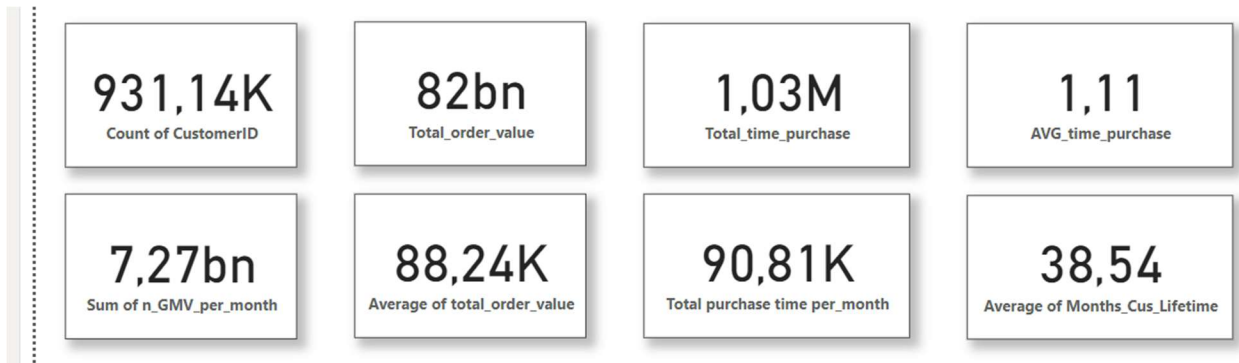 931,14K
Count of CustomerID
82bn
Total_order_value
1,03M
Total_time_purchase
1,11
AVG_time_purchase
7,27bn
Sum of n_GMV_per_month
88,24K
Average of total_order_value
90,81K
Total purchase time per_month
38,54
Average of Months_Cus_Lifetime